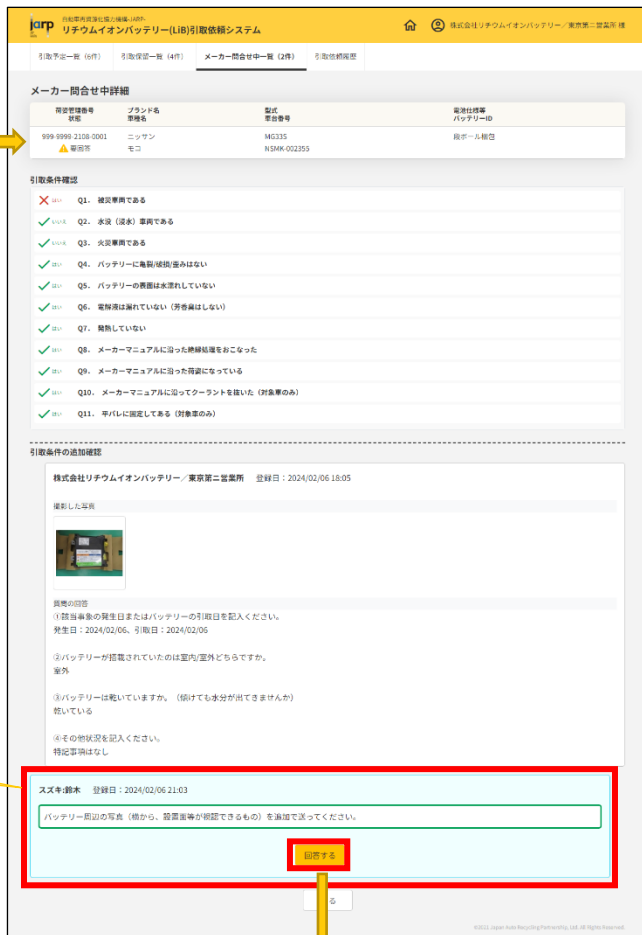 jarp 自動車再資源化協力機構-JARP-
リチウムイオンバッテリー(LiB)引取依頼システム
株式会社リチウムイオンバッテリー／東京第二営業所 様
引取予定一覧（6件） 引取保留一覧（4件） メーカー問合せ中一覧（2件） 引取依頼履歴
メーカー問合せ中詳細
荷姿管理番号 ブランド名 型式 電池仕様等
状態 車種名 車台番号 バッテリーID
999-9999-2108-0001 ニッサン MG33S 段ボール梱包
要回答 モコ NSMK-002355
引取条件確認
はい Q1. 被災車両である
いいえ Q2. 水没（浸水）車両である
いいえ Q3. 火災車両である
はい Q4. バッテリーに亀裂/破損/歪みはない
はい Q5. バッテリーの表面は水濡れしていない
はい Q6. 電解液は漏れていない（芳香臭はしない）
はい Q7. 発熱していない
はい Q8. メーカーマニュアルに沿った絶縁処理をおこなった
はい Q9. メーカーマニュアルに沿った荷姿になっている
はい Q10. メーカーマニュアルに沿ってクーラントを抜いた（対象車のみ）
はい Q11. 平パレに固定してある（対象車のみ）
引取条件の追加確認
株式会社リチウムイオンバッテリー／東京第二営業所 登録日：2024/02/06 18:05
撮影した写真
質問の回答
①該当事象の発生日またはバッテリーの引取日を記入ください。
発生日：2024/02/06、引取日：2024/02/06
②バッテリーが搭載されていたのは室内/室外どちらですか。
室外
③バッテリーは乾いていますか。（傾けても水分が出てきませんか）
乾いている
④その他状況を記入ください。
特記事項はなし
スズキ:鈴木 登録日：2024/02/06 21:03
バッテリー周辺の写真（横から、設置面等が視認できるもの）を追加で送ってください。
回答する
る
©2021 Japan Auto Recycling Partnership, Ltd. All Rights Reserved.